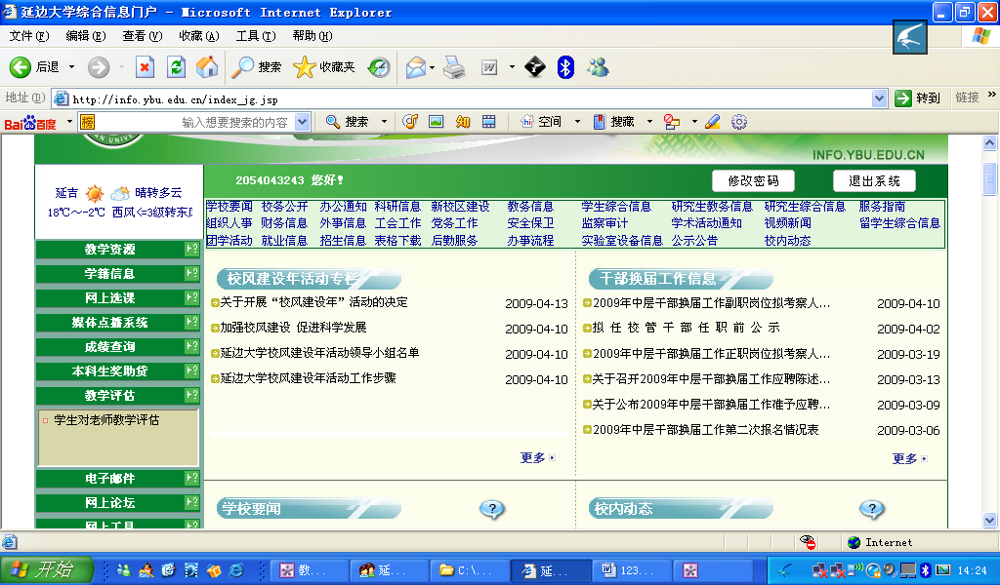 延边大学综合信息门户 - Microsoft Internet Explorer
文件(F) 编辑(E) 查看(V) 收藏(A) 工具(T) 帮助(H)
后退 搜索 收藏夹
地址(D) http://info.ybu.edu.cn/index_jg.jsp 转到 链接 »
Bai百度 榜 输入想要搜索的内容 搜索 知 空间 搜藏
INFO.YBU.EDU.CN
2054043243 您好! 修改密码 退出系统
延吉 晴转多云
18℃~-2℃ 西风<=3级转东
学校要闻 校务公开 办公通知 科研信息 新校区建设 教务信息 学生综合信息 研究生教务信息 研究生综合信息 服务指南
组织人事 财务信息 外事信息 工会工作 党务工作 安全保卫 监察审计 学术活动通知 视频新闻 留学生综合信息
团学活动 就业信息 招生信息 表格下载 后勤服务 办事流程 实验室设备信息 公示公告 校内动态
教学资源
学籍信息
网上选课
媒体点播系统
成绩查询
本科生奖助贷
教学评估
学生对老师教学评估
电子邮件
网上论坛
网上工具
校风建设年活动专栏
关于开展“校风建设年”活动的决定 2009-04-13
加强校风建设 促进科学发展 2009-04-10
延边大学校风建设年活动领导小组名单 2009-04-10
延边大学校风建设年活动工作步骤 2009-04-10
更多
干部换届工作信息
2009年中层干部换届工作副职岗位拟考察人... 2009-04-10
拟 任 校 管 干 部 任 职 前 公 示 2009-04-02
2009年中层干部换届工作正职岗位拟考察人... 2009-03-19
关于召开2009年中层干部换届工作应聘陈述... 2009-03-13
关于公布2009年中层干部换届工作准予应聘... 2009-03-09
2009年中层干部换届工作第二次报名情况表 2009-03-06
更多
学校要闻 ?
校内动态 ?
Internet
开始 教... 延... C:\... 延... 123... 14:24